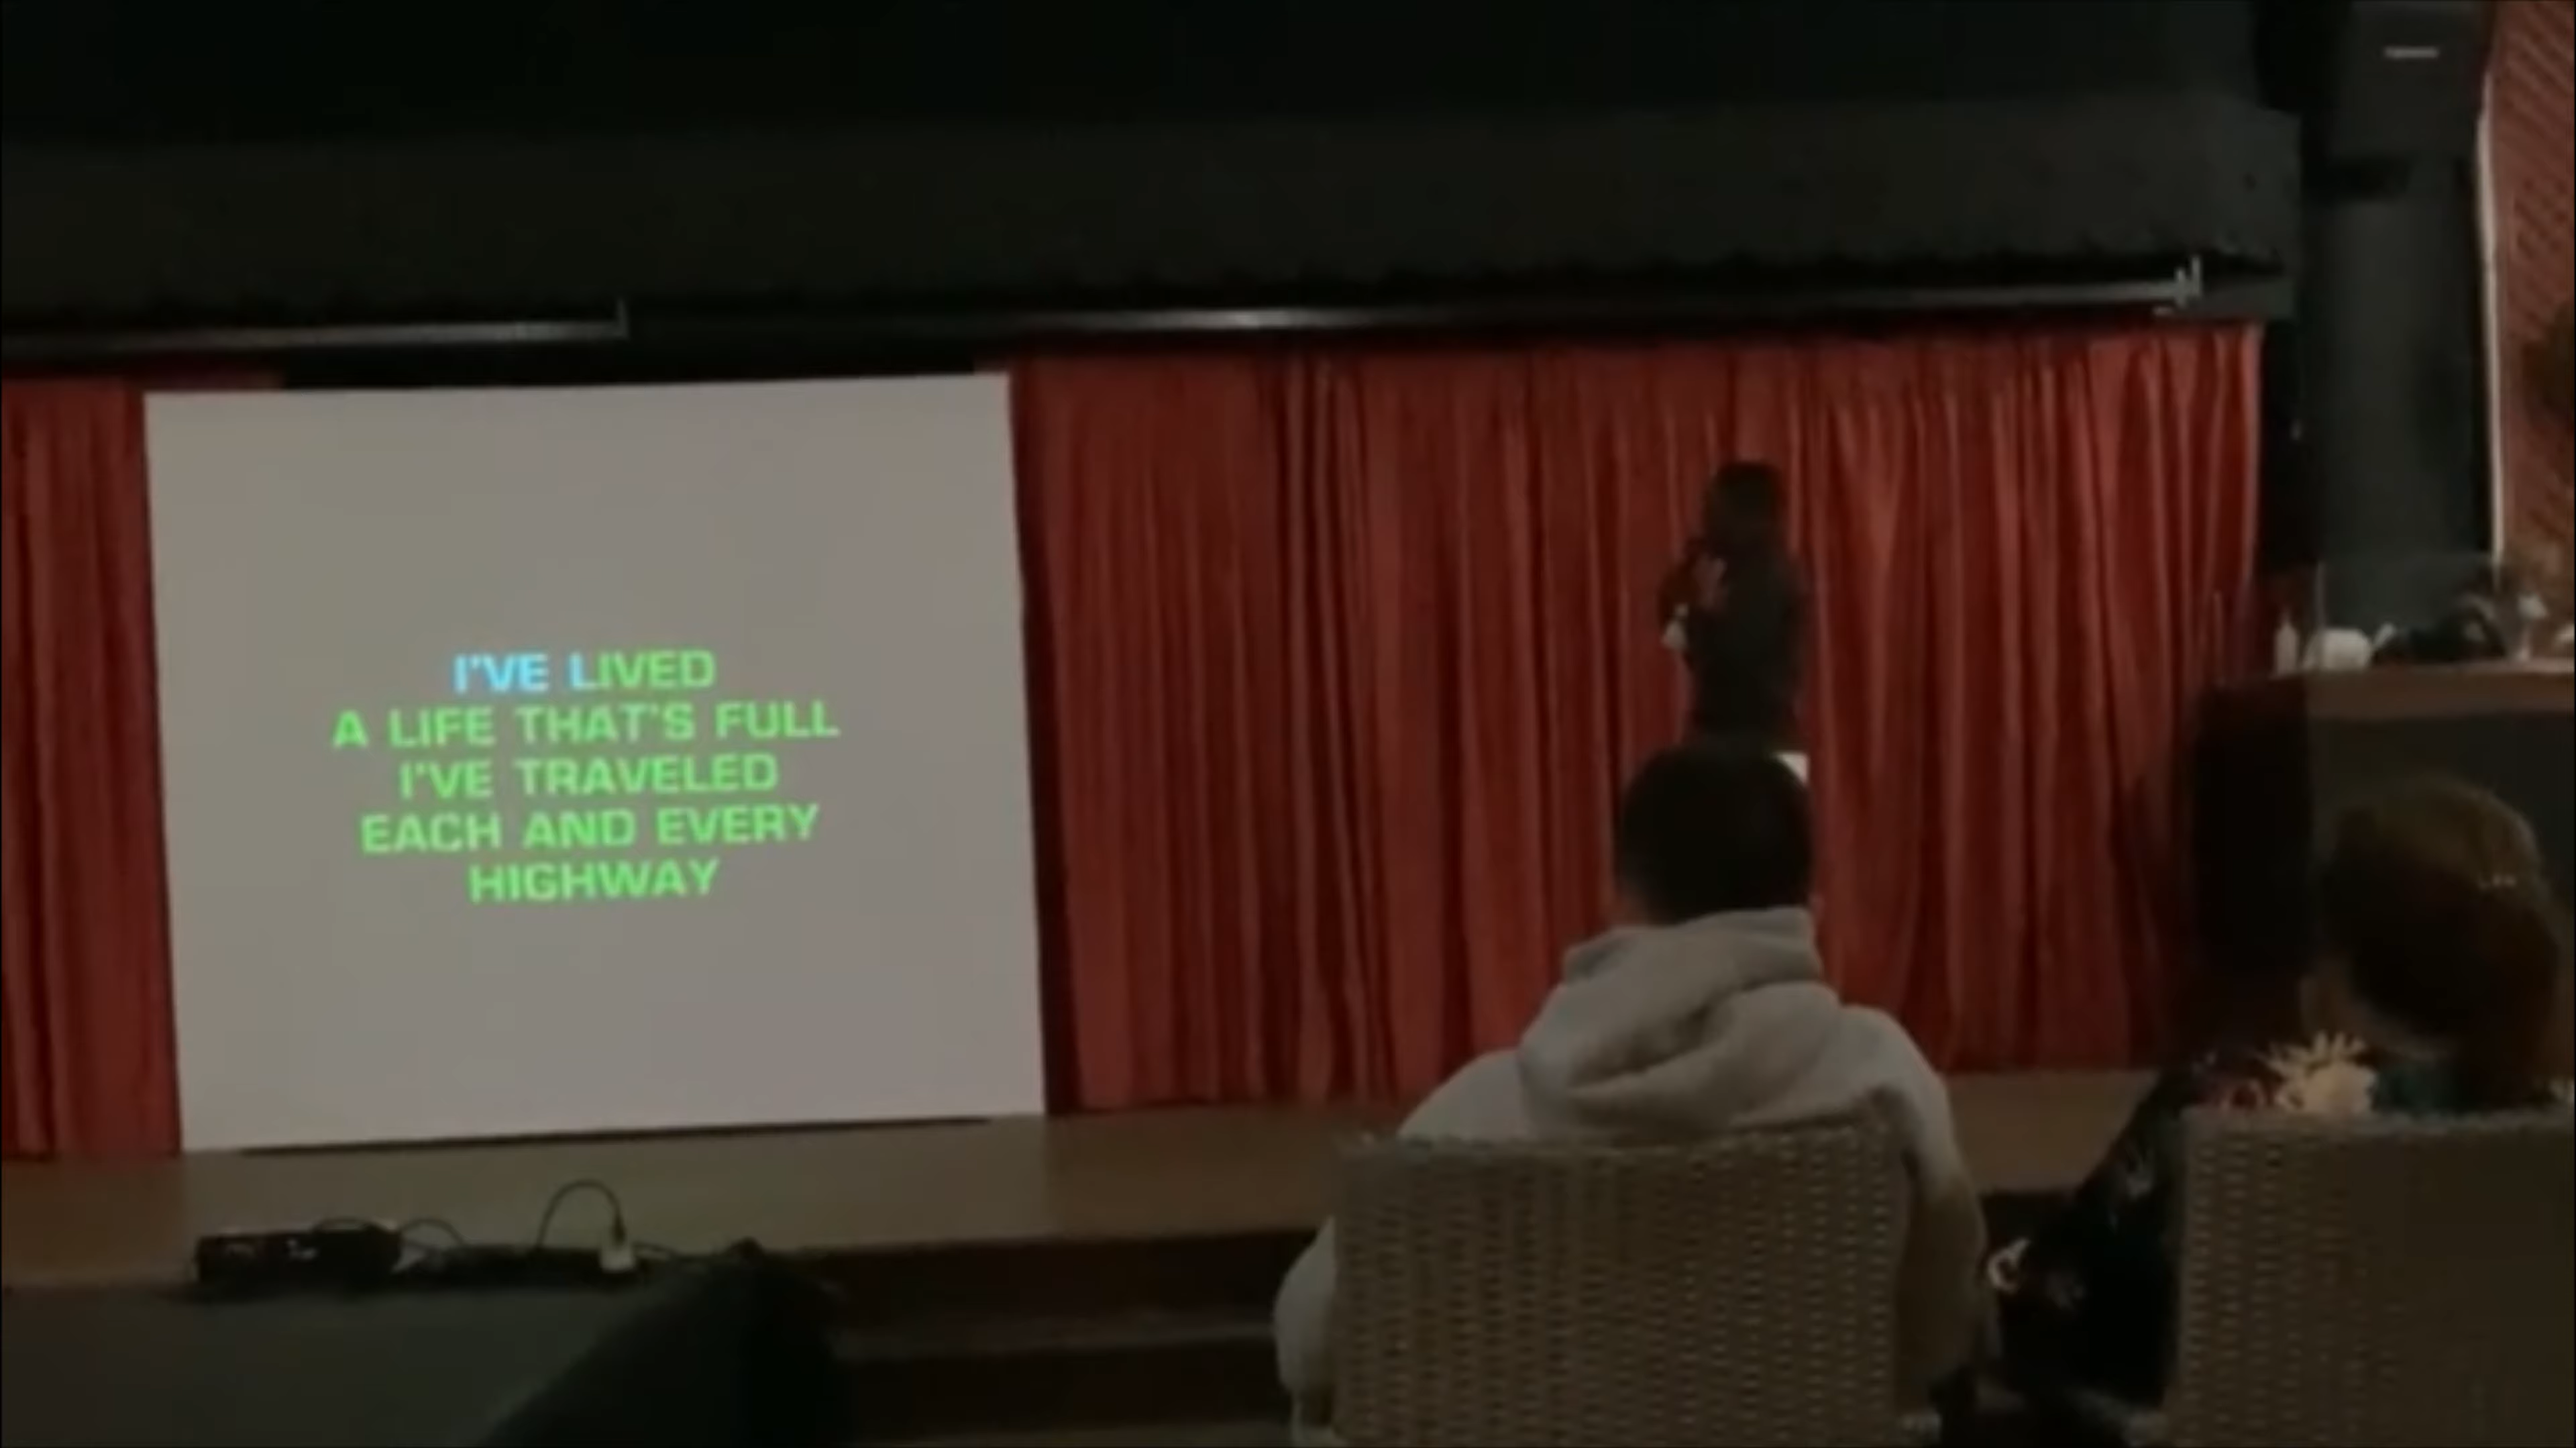 I'VE LIVED
A LIFE THAT'S FULL
I'VE TRAVELED
EACH AND EVERY
HIGHWAY